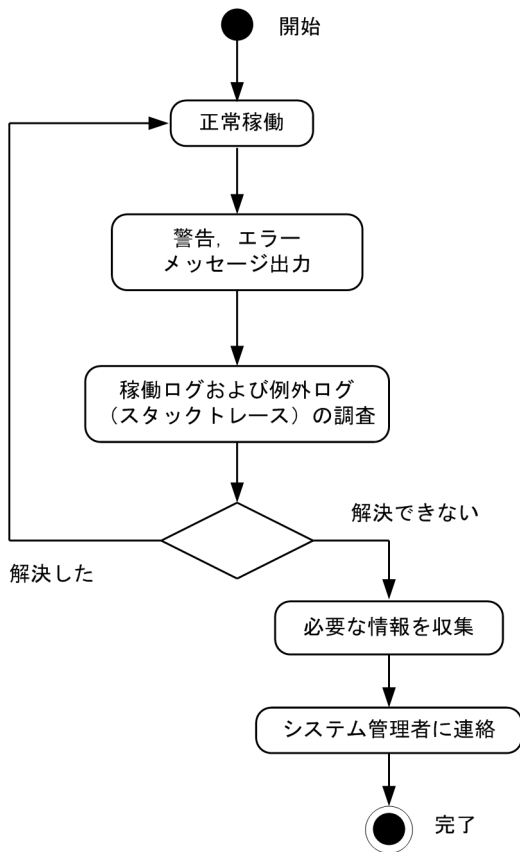 開始
正常稼働
警告，エラー
メッセージ出力
稼働ログおよび例外ログ
（スタックトレース）の調査
解決できない
解決した
必要な情報を収集
システム管理者に連絡
完了